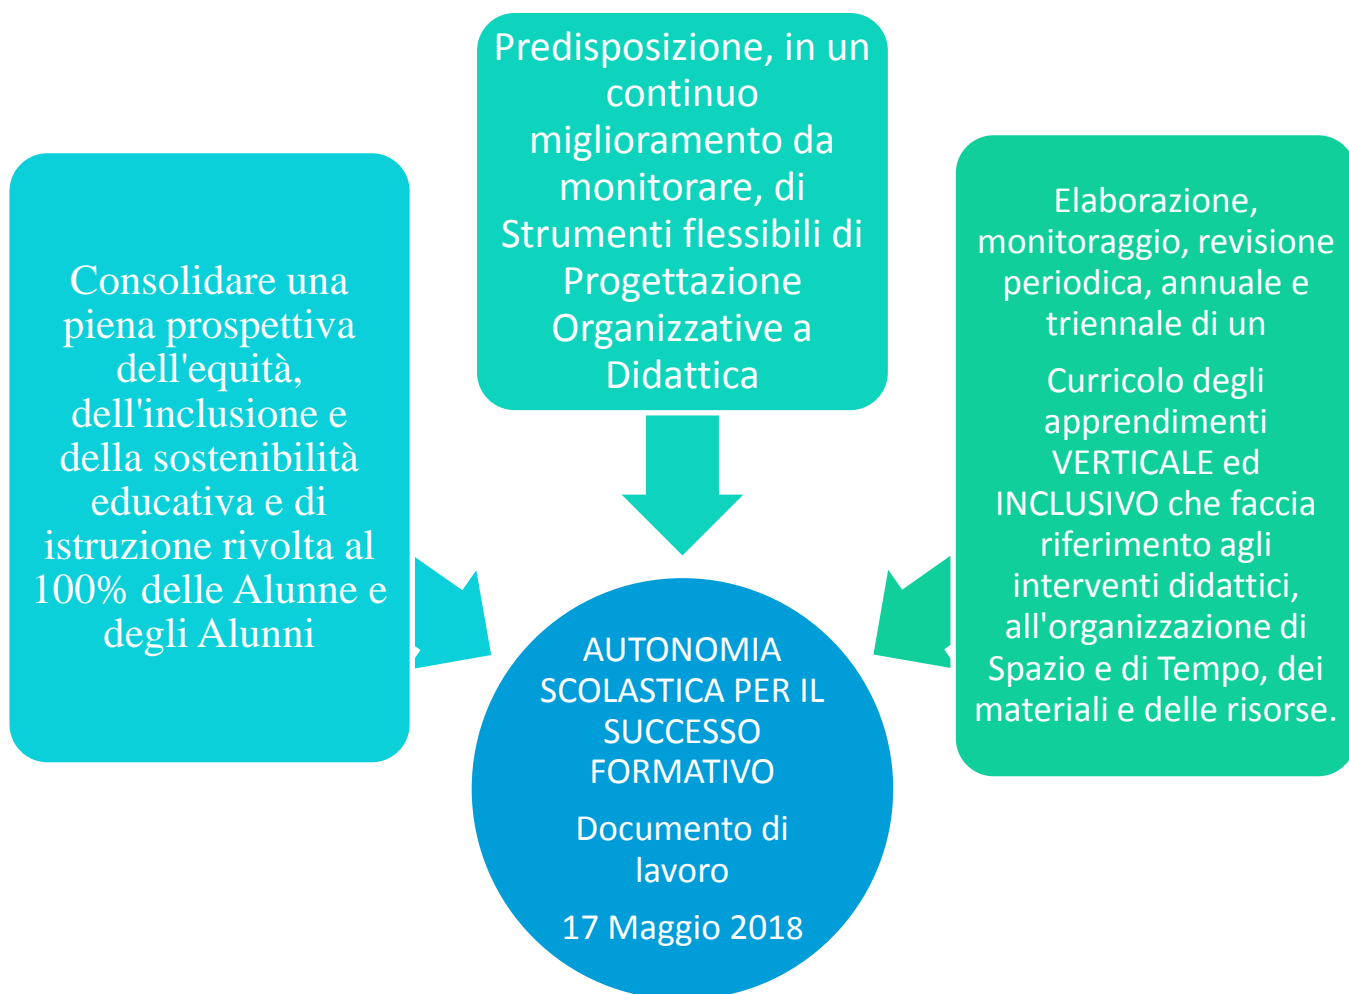 Consolidare una
piena prospettiva
dell'equità,
dell'inclusione e
della sostenibilità
educativa e di
istruzione rivolta al
100% delle Alunne e
degli Alunni
Predisposizione, in un
continuo
miglioramento da
monitorare, di
Strumenti flessibili di
Progettazione
Organizzative a
Didattica
Elaborazione,
monitoraggio, revisione
periodica, annuale e
triennale di un
Curricolo degli
apprendimenti
VERTICALE ed
INCLUSIVO che faccia
riferimento agli
interventi didattici,
all'organizzazione di
Spazio e di Tempo, dei
materiali e delle risorse.
AUTONOMIA
SCOLASTICA PER IL
SUCCESSO
FORMATIVO
Documento di
lavoro
17 Maggio 2018